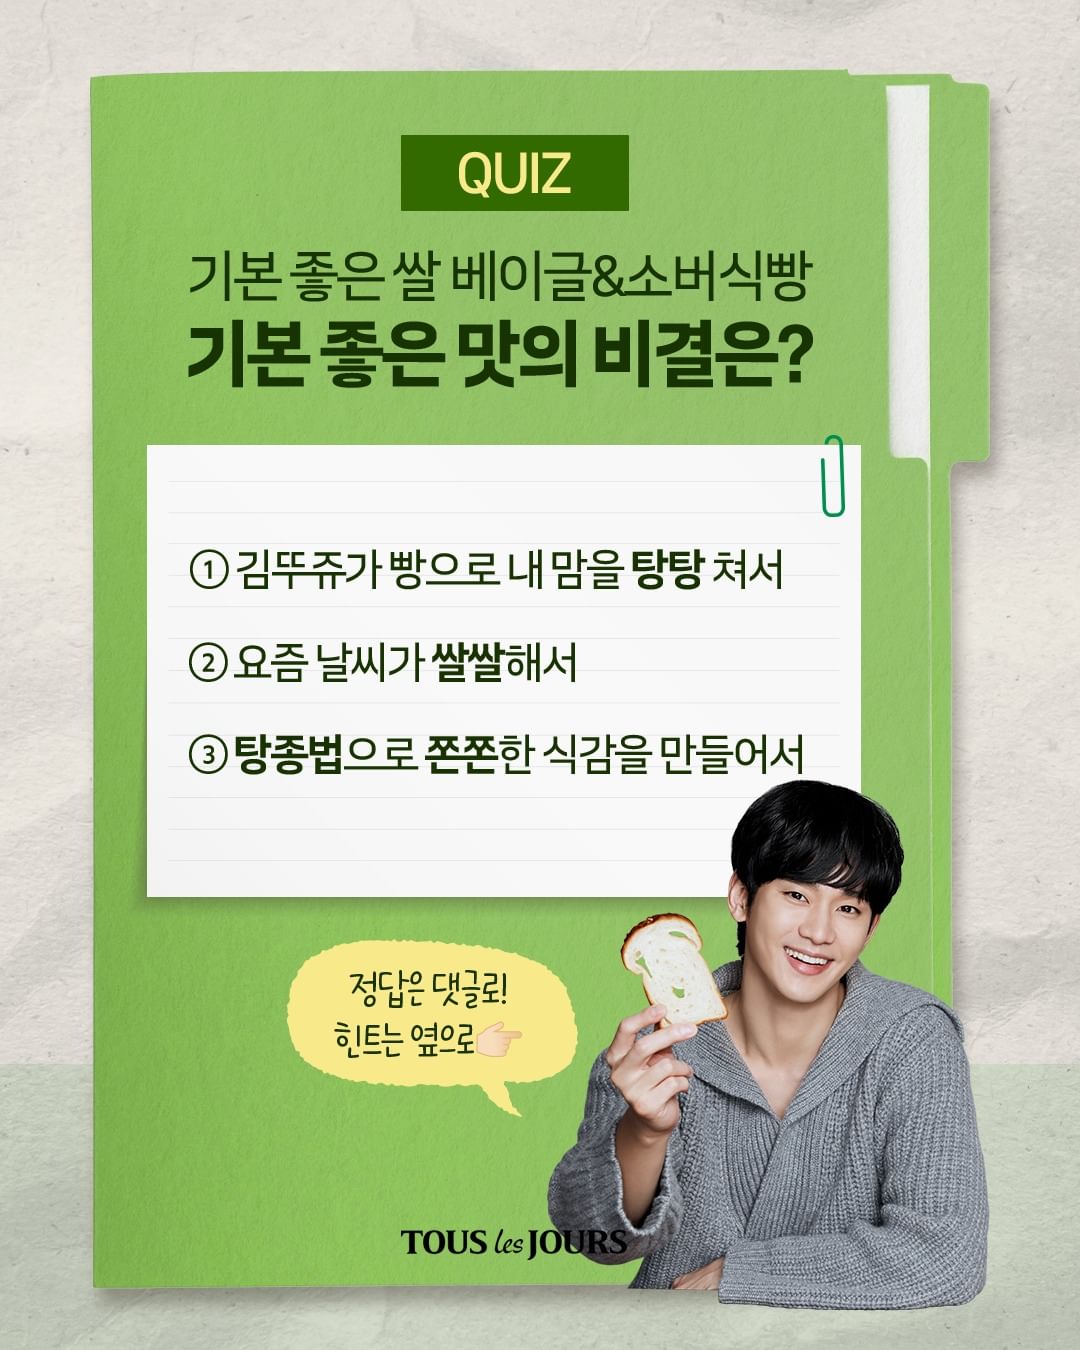 QUIZ
기본 좋은 쌀 베이글&소버식빵
기본 좋은 맛의 비결은?
① 김뚜쥬가 빵으로 내 맘을 탕탕 쳐서
② 요즘 날씨가 쌀쌀해서
③ 탕종법으로 쫀쫀한 식감을 만들어서
정답은 댓글로!
힌트는 옆으로👉🏻
TOUS les JOURS